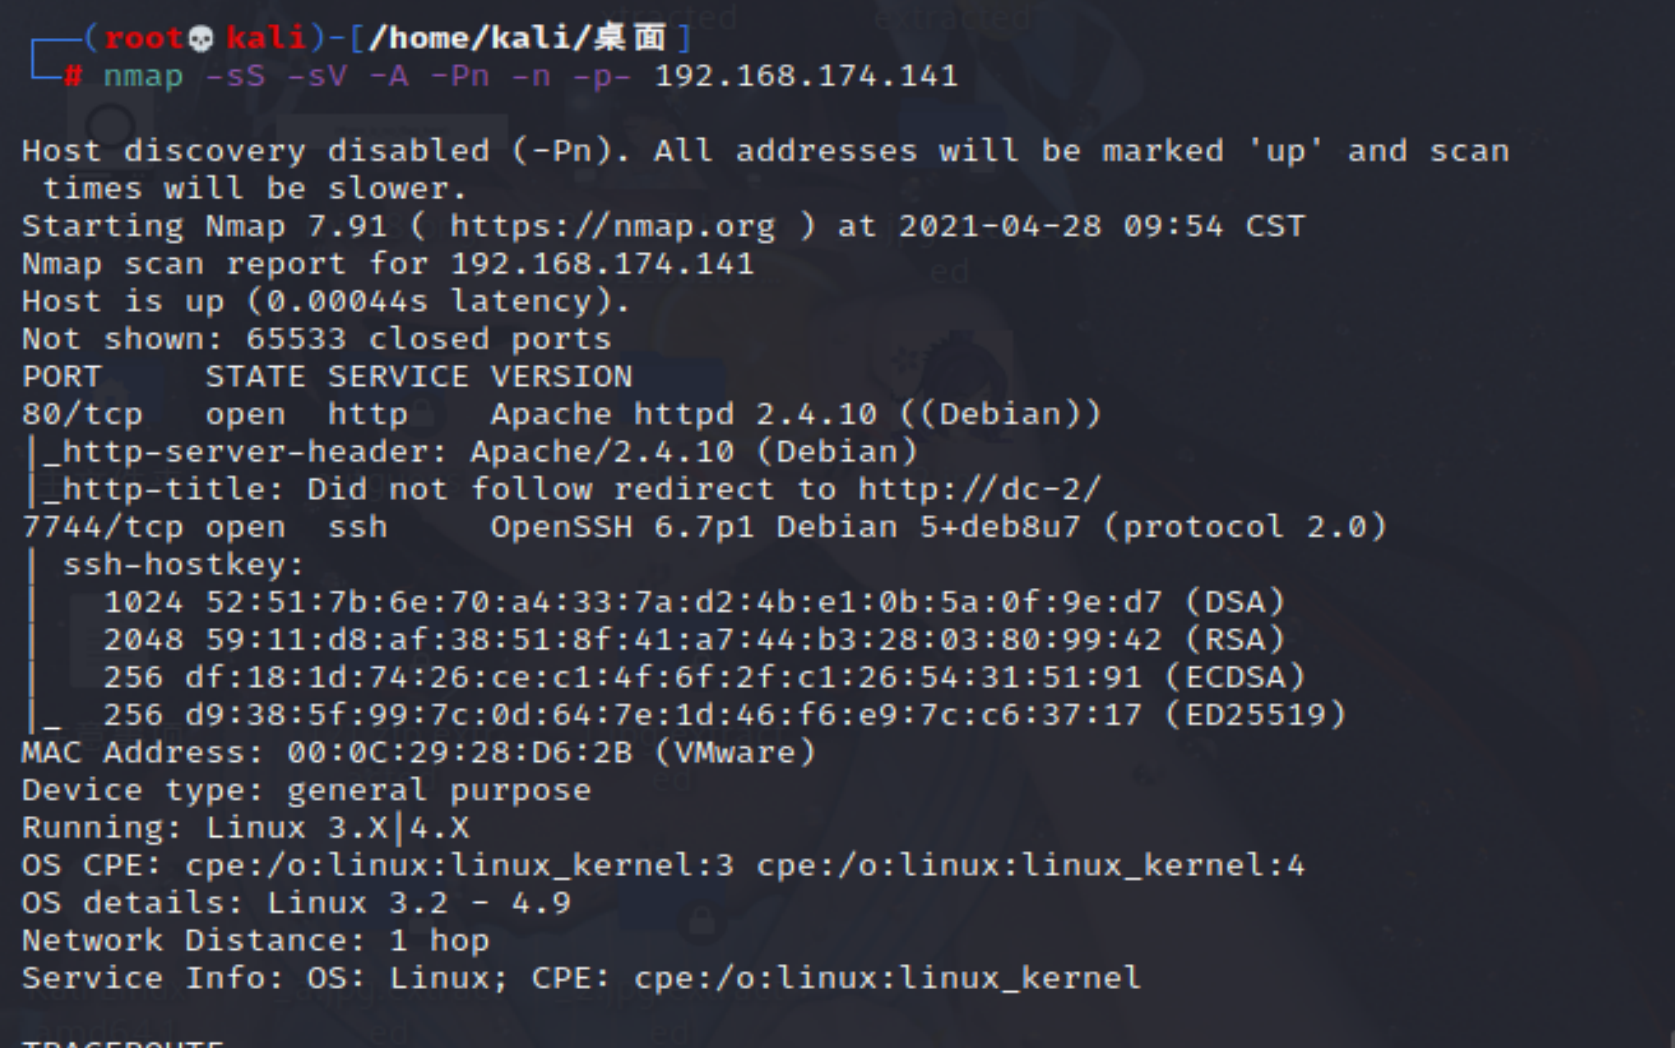 (root💀kali)-[/home/kali/桌面]
# nmap -sS -sV -A -Pn -n -p- 192.168.174.141
Host discovery disabled (-Pn). All addresses will be marked 'up' and scan
times will be slower.
Starting Nmap 7.91 ( https://nmap.org ) at 2021-04-28 09:54 CST
Nmap scan report for 192.168.174.141
Host is up (0.00044s latency).
Not shown: 65533 closed ports
PORT     STATE SERVICE VERSION
80/tcp   open  http    Apache httpd 2.4.10 ((Debian))
|_http-server-header: Apache/2.4.10 (Debian)
|_http-title: Did not follow redirect to http://dc-2/
7744/tcp open  ssh     OpenSSH 6.7p1 Debian 5+deb8u7 (protocol 2.0)
| ssh-hostkey:
|   1024 52:51:7b:6e:70:a4:33:7a:d2:4b:e1:0b:5a:0f:9e:d7 (DSA)
|   2048 59:11:d8:af:38:51:8f:41:a7:44:b3:28:03:80:99:42 (RSA)
|   256 df:18:1d:74:26:ce:c1:4f:6f:2f:c1:26:54:31:51:91 (ECDSA)
|_  256 d9:38:5f:99:7c:0d:64:7e:1d:46:f6:e9:7c:c6:37:17 (ED25519)
MAC Address: 00:0C:29:28:D6:2B (VMware)
Device type: general purpose
Running: Linux 3.X|4.X
OS CPE: cpe:/o:linux:linux_kernel:3 cpe:/o:linux:linux_kernel:4
OS details: Linux 3.2 - 4.9
Network Distance: 1 hop
Service Info: OS: Linux; CPE: cpe:/o:linux:linux_kernel
TRACEROUTE